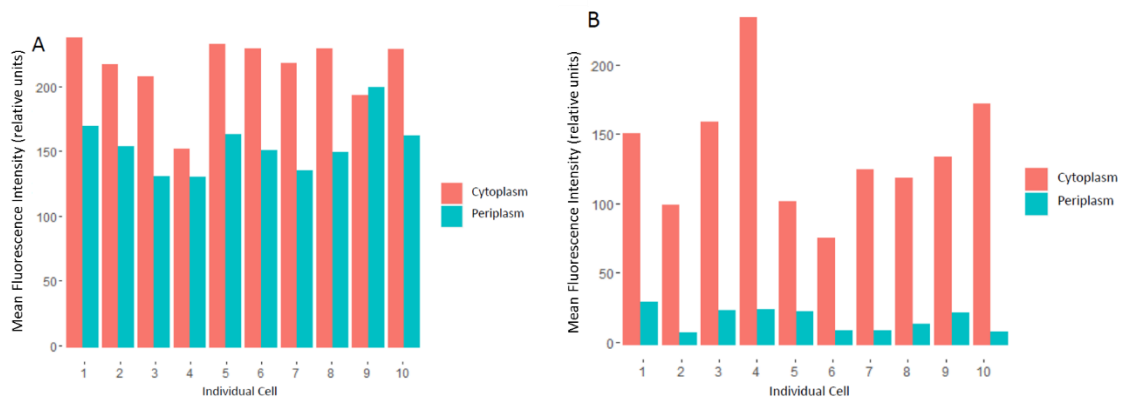 A
Mean Fluorescence Intensity (relative units)
200
150
100
50
0
1 2 3 4 5 6 7 8 9 10
Individual Cell
Cytoplasm
Periplasm
B
Mean Fluorescence Intensity (relative units)
200
150
100
50
0
1 2 3 4 5 6 7 8 9 10
Individual Cell
Cytoplasm
Periplasm